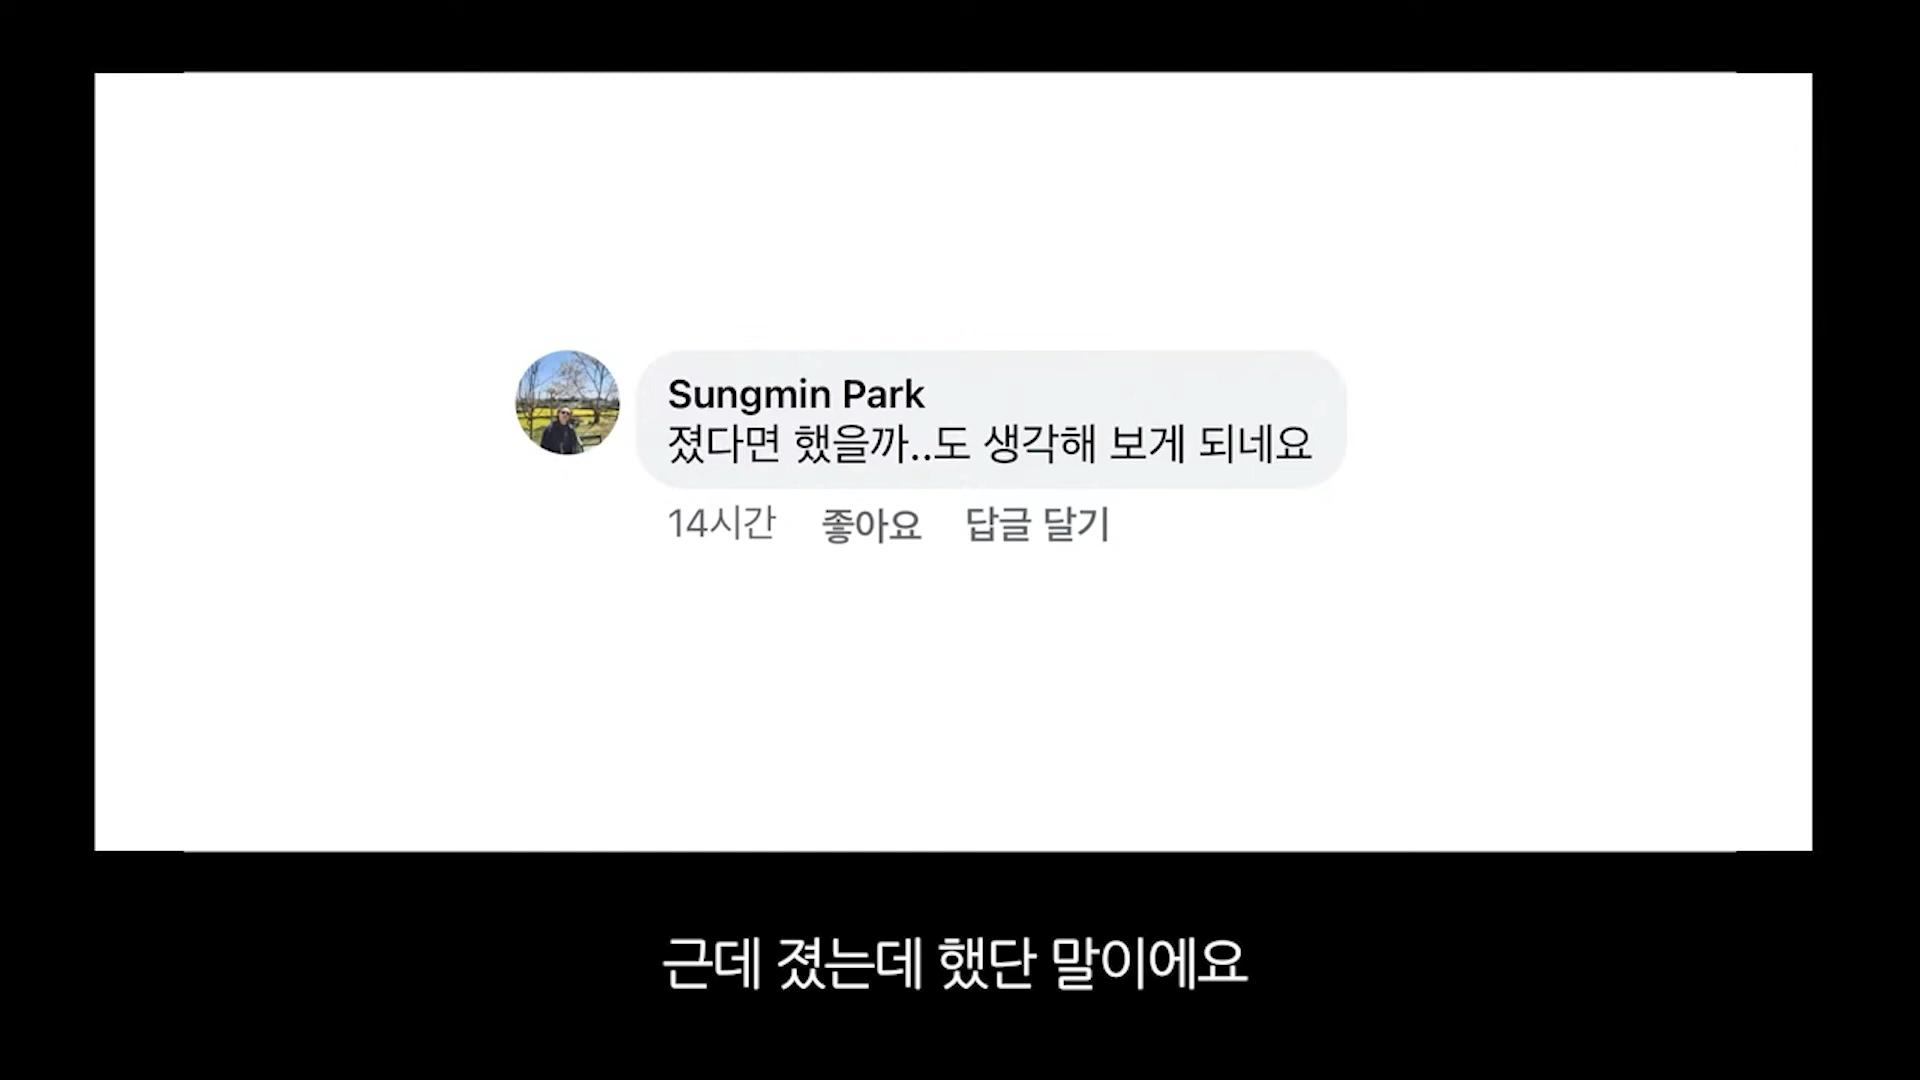 Sungmin Park
졌다면 했을까..도 생각해 보게 되네요
14시간 좋아요 답글 달기
근데 졌는데 했단 말이에요